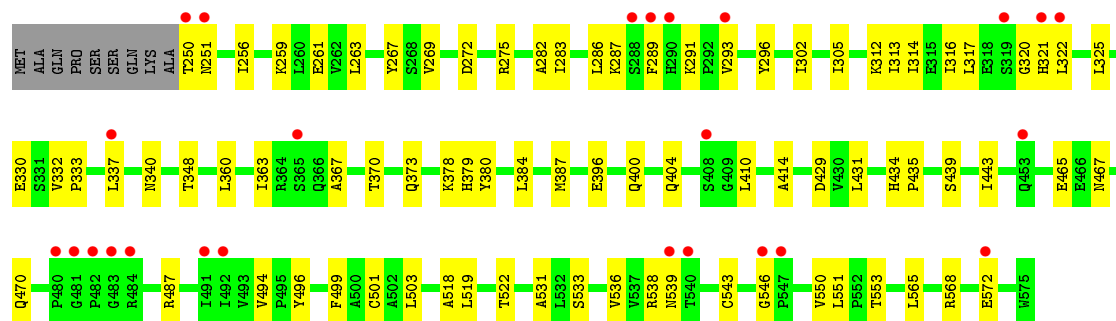 MET ALA GLN PRO SER SER GLN LYS ALA T250 N251 I256 K259 L260 E261 V262 L263 Y267 S268 V269 D272 R275 A282 I283 L286 K287 S288 F289 H290 K291 P292 V293 Y296 I302 I305 K312 I313 I314 E315 I316 L317 E318 S319 G320 H321 L322 L325
E330 S331 V332 P333 L337 N340 T348 L360 I363 R364 S365 Q366 A367 T370 Q373 K378 H379 Y380 L384 M387 E396 Q400 Q404 S408 G409 L410 A414 D429 V430 L431 H434 P435 S439 I443 Q453 E465 E466 N467
Q470 P480 G481 P482 G483 R484 R487 I491 I492 V493 V494 P495 Y496 F499 A500 C501 A502 L503 A518 L519 T522 A531 L532 S533 V536 V537 R538 N539 T540 C543 G546 P547 V550 L551 P552 T553 L565 R568 E572 W575